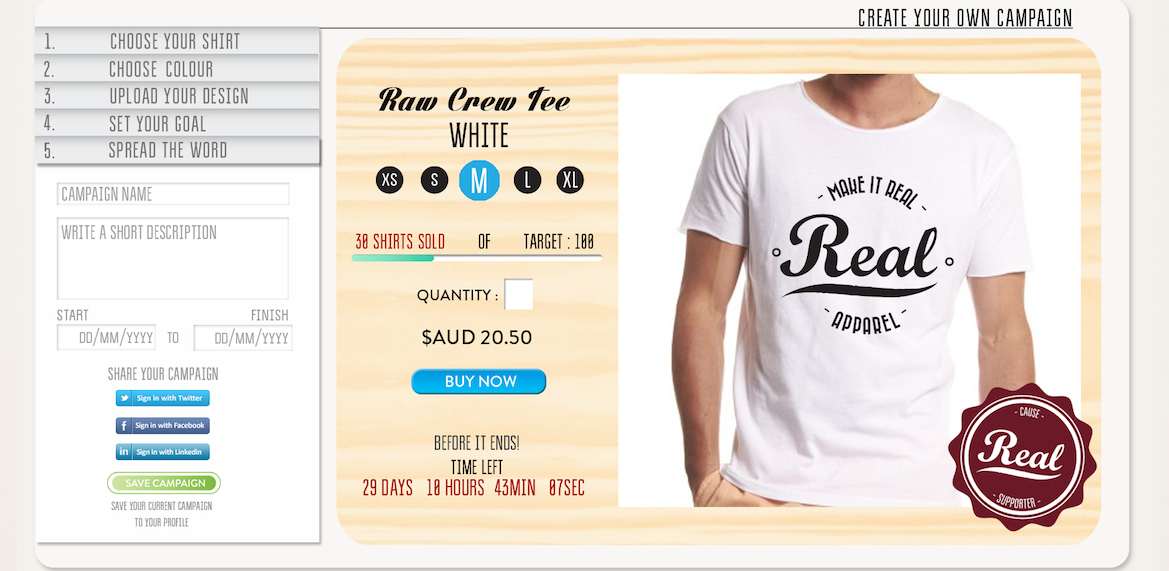 CREATE YOUR OWN CAMPAIGN
1. CHOOSE YOUR SHIRT
2. CHOOSE COLOUR
3. UPLOAD YOUR DESIGN
4. SET YOUR GOAL
5. SPREAD THE WORD
CAMPAIGN NAME
WRITE A SHORT DESCRIPTION
START FINISH
DD/MM/YYYY TO DD/MM/YYYY
SHARE YOUR CAMPAIGN
Sign in with Twitter
f Sign in with Facebook
in Sign in with Linkedin
SAVE CAMPAIGN
SAVE YOUR CURRENT CAMPAIGN
TO YOUR PROFILE
Raw Crew Tee
WHITE
XS S M L XL
30 SHIRTS SOLD OF TARGET : 100
QUANTITY :
$AUD 20.50
BUY NOW
BEFORE IT ENDS!
TIME LEFT
29 DAYS 10 HOURS 43MIN 07SEC
- MAKE IT REAL -
Real
- APPAREL -
- CAUSE -
Real
- SUPPORTER -